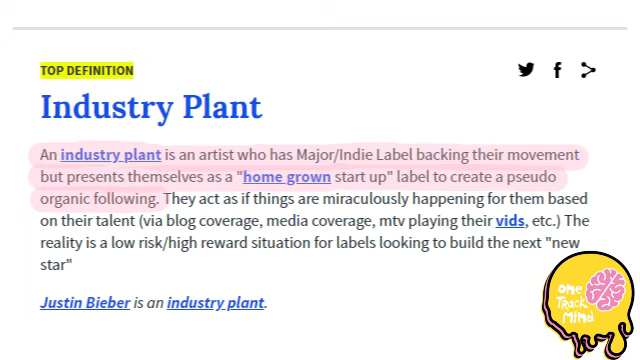 TOP DEFINITION
Industry Plant
An industry plant is an artist who has Major/Indie Label backing their movement
but presents themselves as a "home grown start up" label to create a pseudo
organic following. They act as if things are miraculously happening for them based
on their talent (via blog coverage, media coverage, mtv playing their vids, etc.) The
reality is a low risk/high reward situation for labels looking to build the next "new
star"
Justin Bieber is an industry plant.
one
Track
Mind